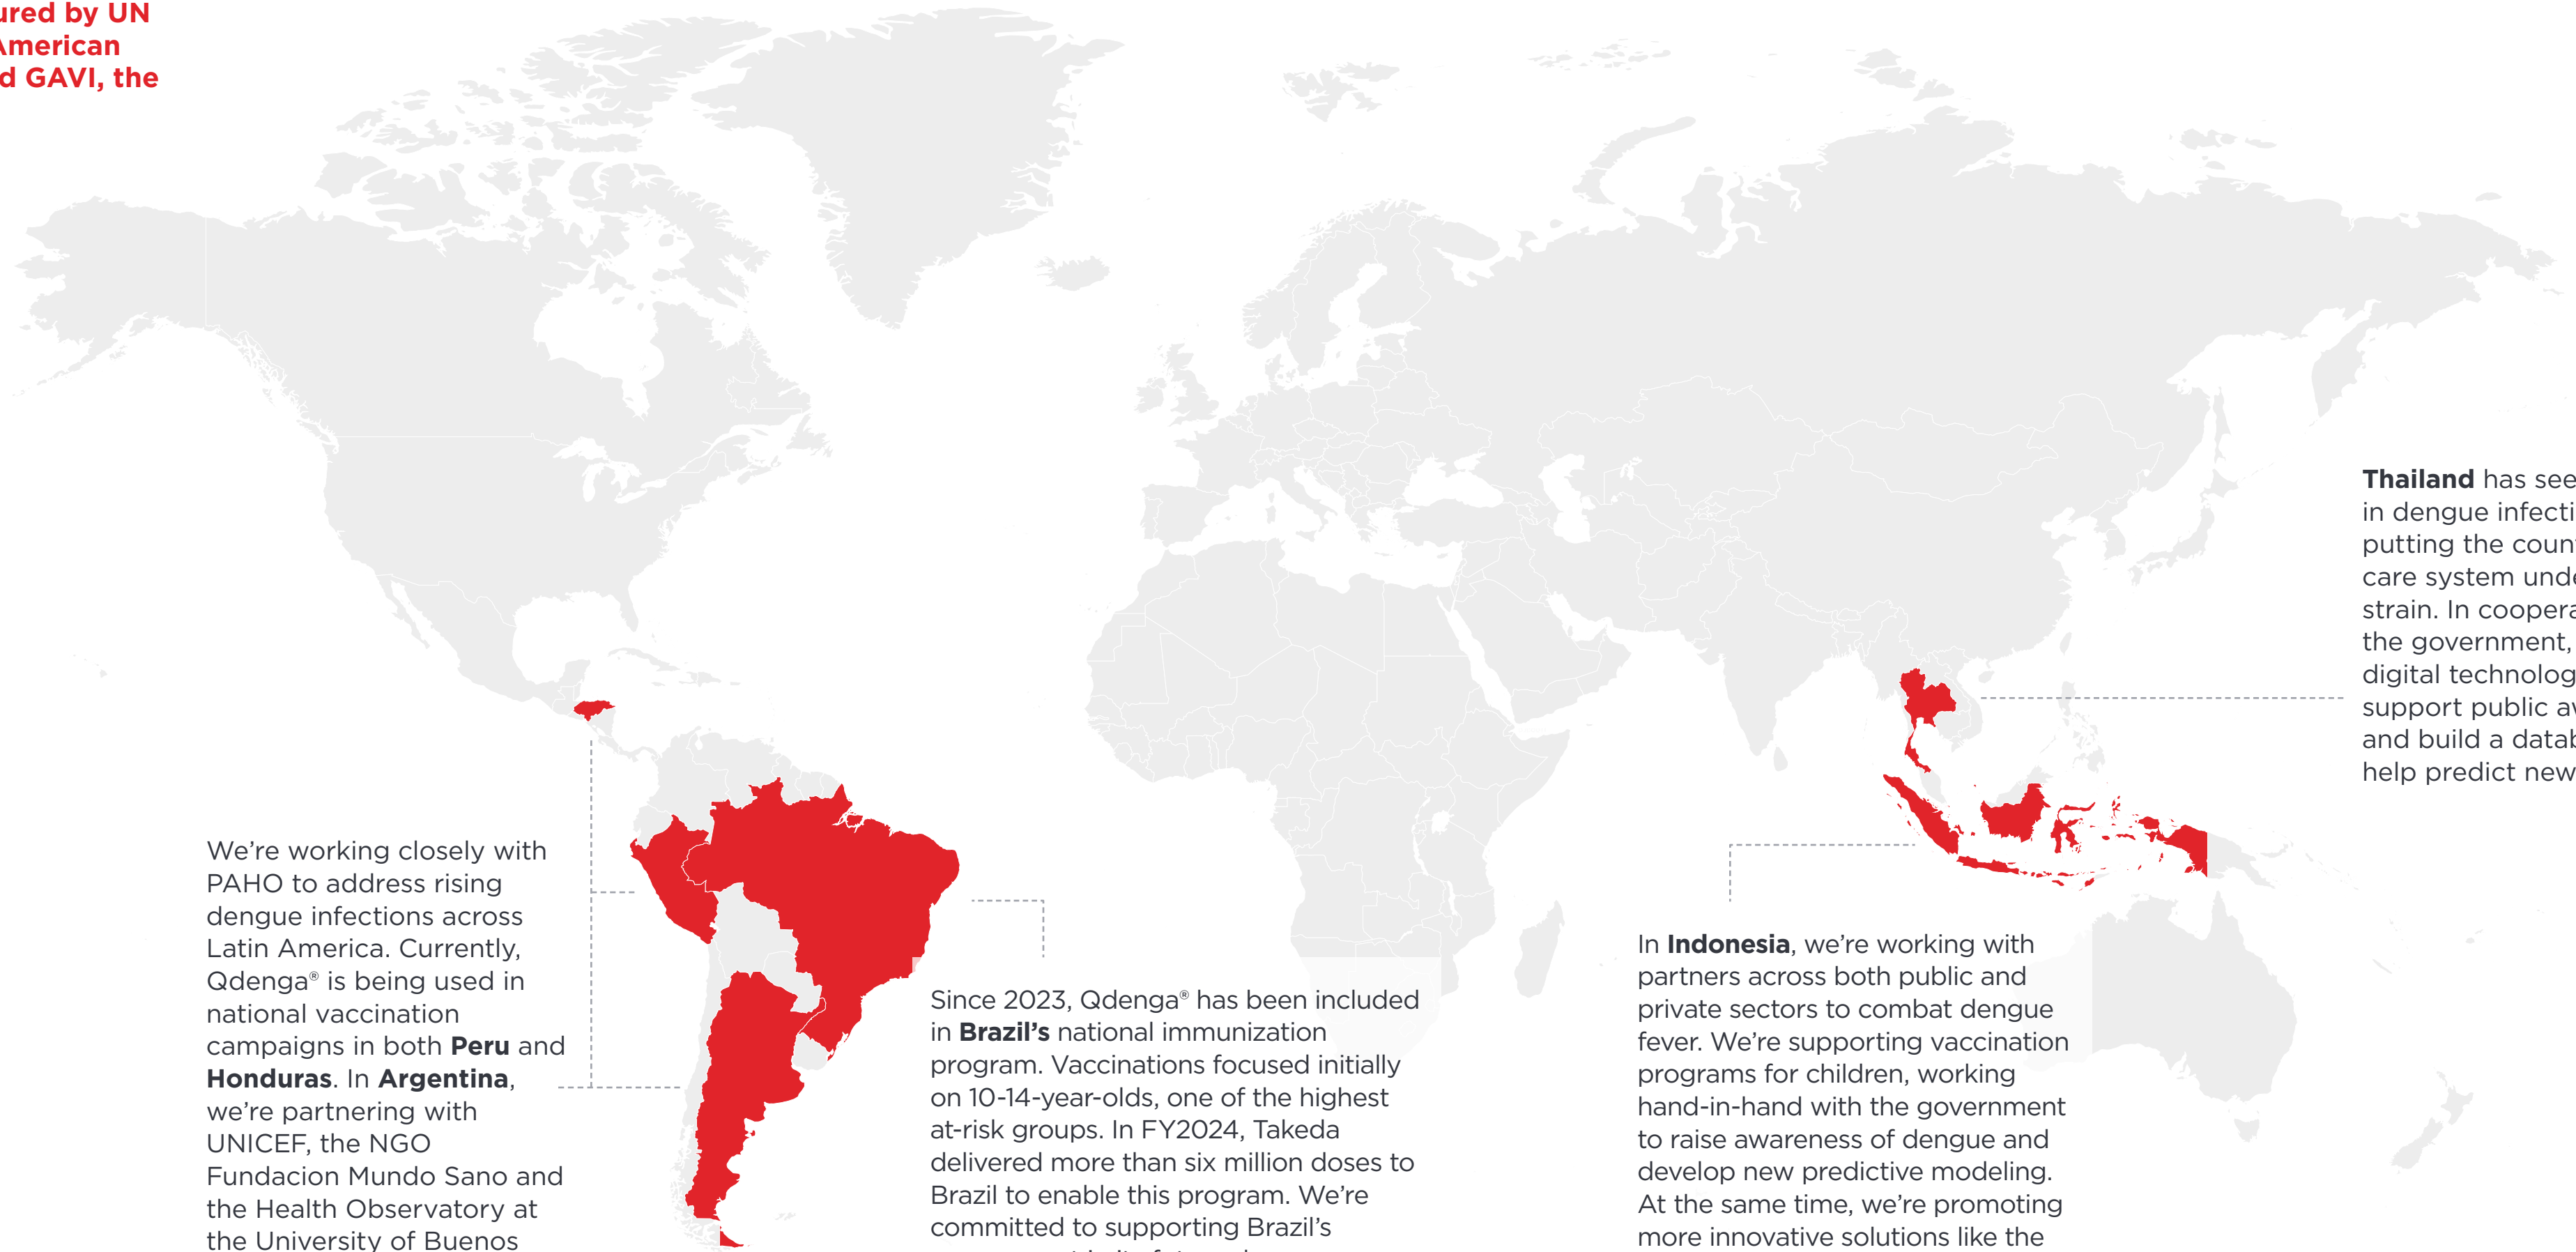 ured by UN
American
d GAVI, the
We’re working closely with
PAHO to address rising
dengue infections across
Latin America. Currently,
Qdenga® is being used in
national vaccination
campaigns in both Peru and
Honduras. In Argentina,
we’re partnering with
UNICEF, the NGO
Fundacion Mundo Sano and
the Health Observatory at
the University of Buenos
Since 2023, Qdenga® has been included
in Brazil’s national immunization
program. Vaccinations focused initially
on 10-14-year-olds, one of the highest
at-risk groups. In FY2024, Takeda
delivered more than six million doses to
Brazil to enable this program. We’re
committed to supporting Brazil’s
In Indonesia, we’re working with
partners across both public and
private sectors to combat dengue
fever. We’re supporting vaccination
programs for children, working
hand-in-hand with the government
to raise awareness of dengue and
develop new predictive modeling.
At the same time, we’re promoting
more innovative solutions like the
Thailand has see
in dengue infecti
putting the coun
care system unde
strain. In coopera
the government,
digital technolog
support public aw
and build a datab
help predict new